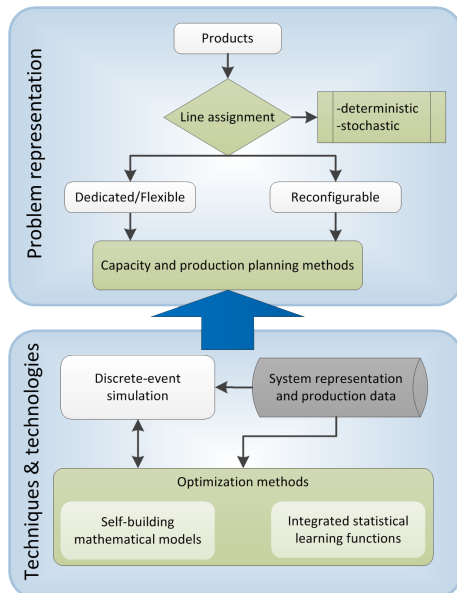 Problem representation
Products
Line assignment
-deterministic
-stochastic
Dedicated/Flexible
Reconfigurable
Capacity and production planning methods
Techniques & technologies
Discrete-event
simulation
System representation
and production data
Optimization methods
Self-building
mathematical models
Integrated statistical
learning functions